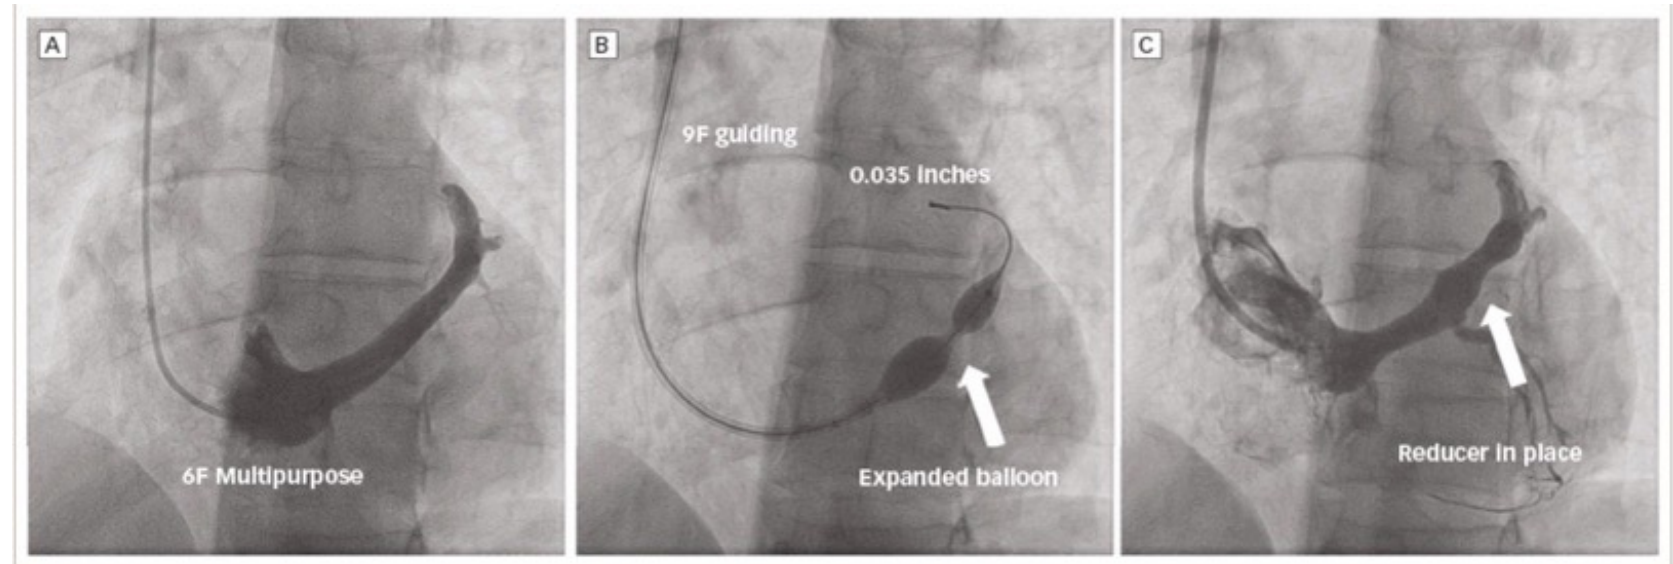 A
6F Multipurpose
B
9F guiding
0.035 inches
Expanded balloon
C
Reducer in place